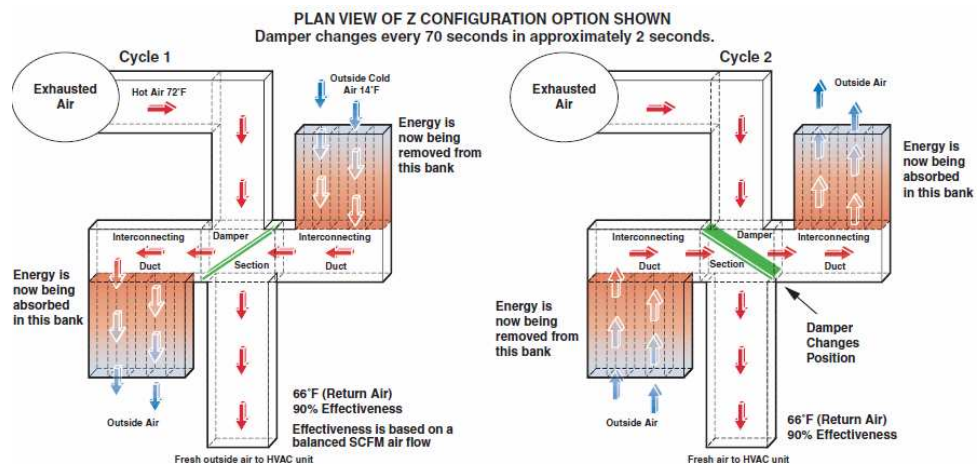 PLAN VIEW OF Z CONFIGURATION OPTION SHOWN
Damper changes every 70 seconds in approximately 2 seconds.
Cycle 1
Exhausted
Air
Hot Air 72°F
Outside Cold
Air 14°F
Energy is
now being
removed from
this bank
Interconnecting
Duct
Damper
Section
Interconnecting
Duct
Energy is
now being
absorbed
in this bank
Outside Air
66°F (Return Air)
90% Effectiveness
Effectiveness is based on a
balanced SCFM air flow
Fresh outside air to HVAC unit
Cycle 2
Exhausted
Air
Outside Air
Energy is
now being
absorbed
in this bank
Interconnecting
Duct
Damper
Section
Interconnecting
Duct
Energy is
now being
removed from
this bank
Damper
Changes
Position
Outside Air
66°F (Return Air)
90% Effectiveness
Fresh air to HVAC unit